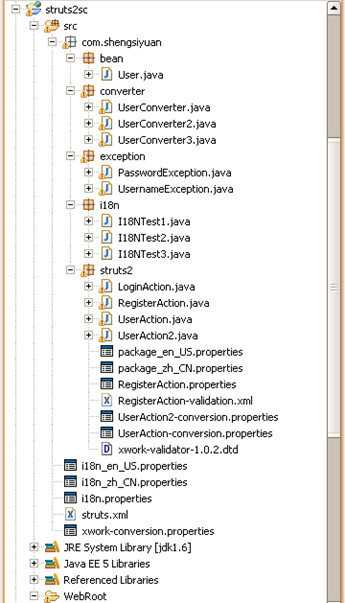 struts2sc
src
com.shengsiyuan
bean
User.java
converter
UserConverter.java
UserConverter2.java
UserConverter3.java
exception
PasswordException.java
UsernameException.java
i18n
I18NTest1.java
I18NTest2.java
I18NTest3.java
struts2
LoginAction.java
RegisterAction.java
UserAction.java
UserAction2.java
package_en_US.properties
package_zh_CN.properties
RegisterAction.properties
RegisterAction-validation.xml
UserAction2-conversion.properties
UserAction-conversion.properties
xwork-validator-1.0.2.dtd
i18n_en_US.properties
i18n_zh_CN.properties
i18n.properties
struts.xml
xwork-conversion.properties
JRE System Library [jdk1.6]
Java EE 5 Libraries
Referenced Libraries
WebRoot